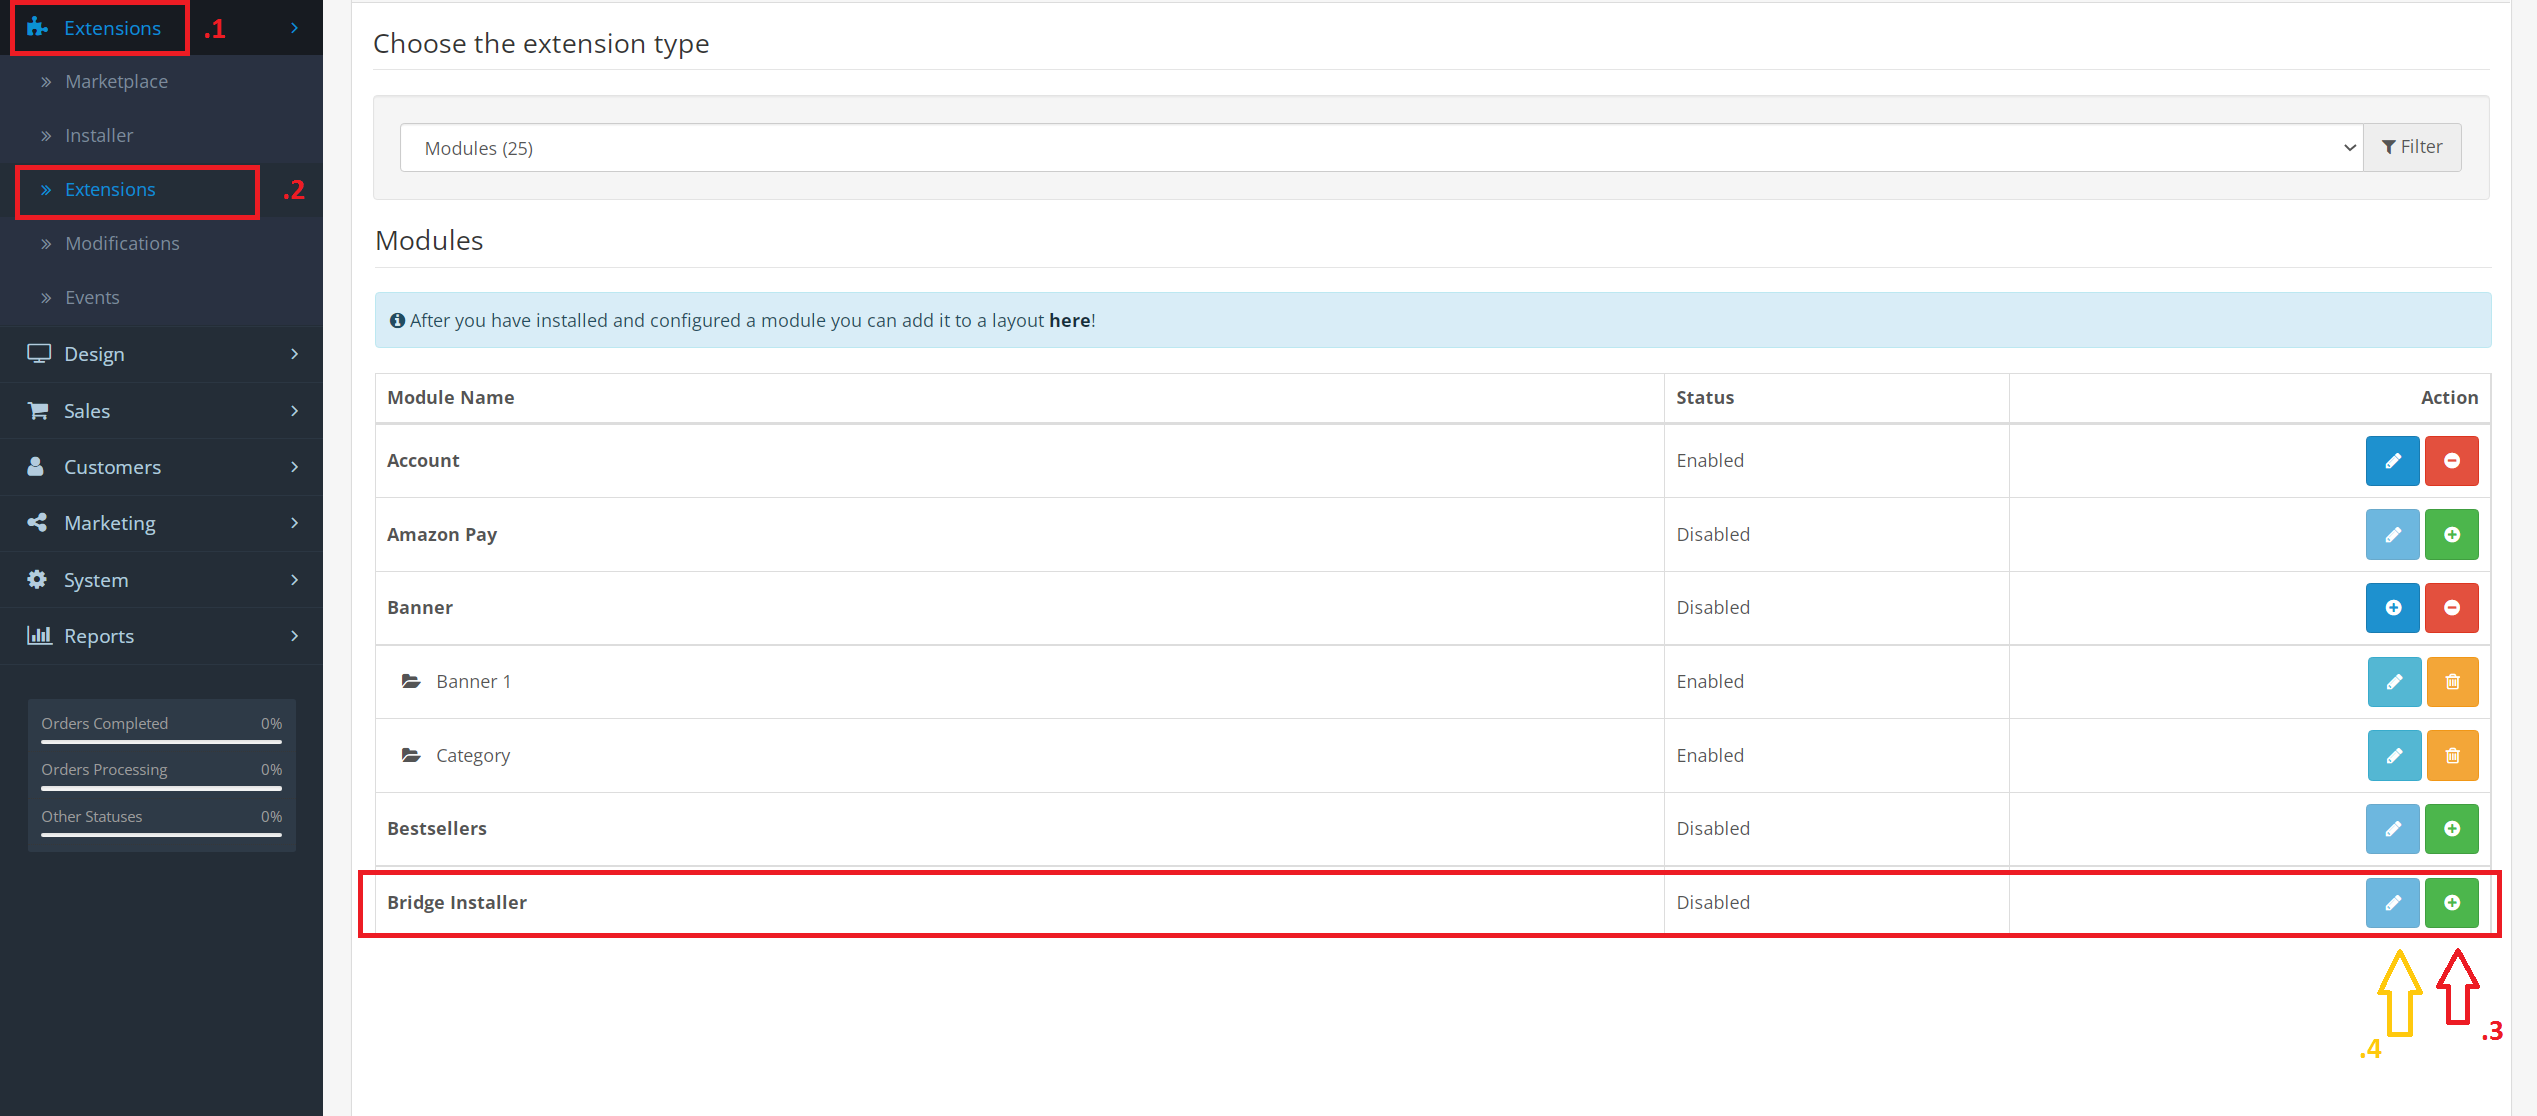 Extensions .1
Marketplace
Installer
Extensions .2
Modifications
Events
Design
Sales
Customers
Marketing
System
Reports
Orders Completed 0%
Orders Processing 0%
Other Statuses 0%
Choose the extension type
Modules (25) Filter
Modules
After you have installed and configured a module you can add it to a layout here!
Module Name Status Action
Account Enabled
Amazon Pay Disabled
Banner Disabled
Banner 1 Enabled
Category Enabled
Bestsellers Disabled
Bridge Installer Disabled
.3
.4